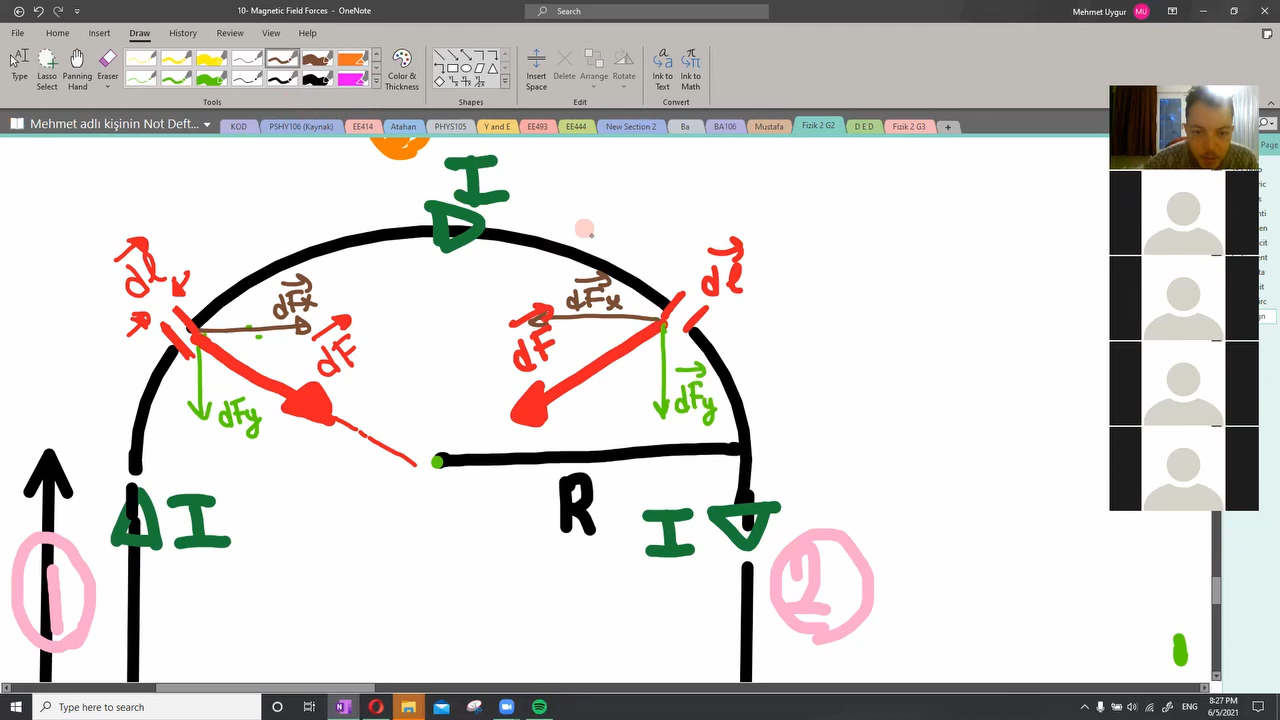 10- Magnetic Field Forces - OneNote
Search
Mehmet Uygur
MU
File Home Insert Draw History Review View Help
Type
Lasso Select
Panning Hand
Eraser
Color & Thickness
Insert Space
Delete
Arrange
Rotate
Ink to Text
Ink to Math
Tools
Shapes
Edit
Convert
Mehmet adlı kişinin Not Deft...
KOD
PSHY106 (Kaynak)
EE414
Atahan
PHYS105
Y and E
EE493
EE444
New Section 2
Ba
BA106
Mustafa
Fizik 2 G2
D E D
Fizik 2 G3
Page
I
dl
dl
dFx
dFx
dF
dF
dFy
dFy
R
I
I
1
2
Type here to search
ENG
8:27 PM
6/5/2021